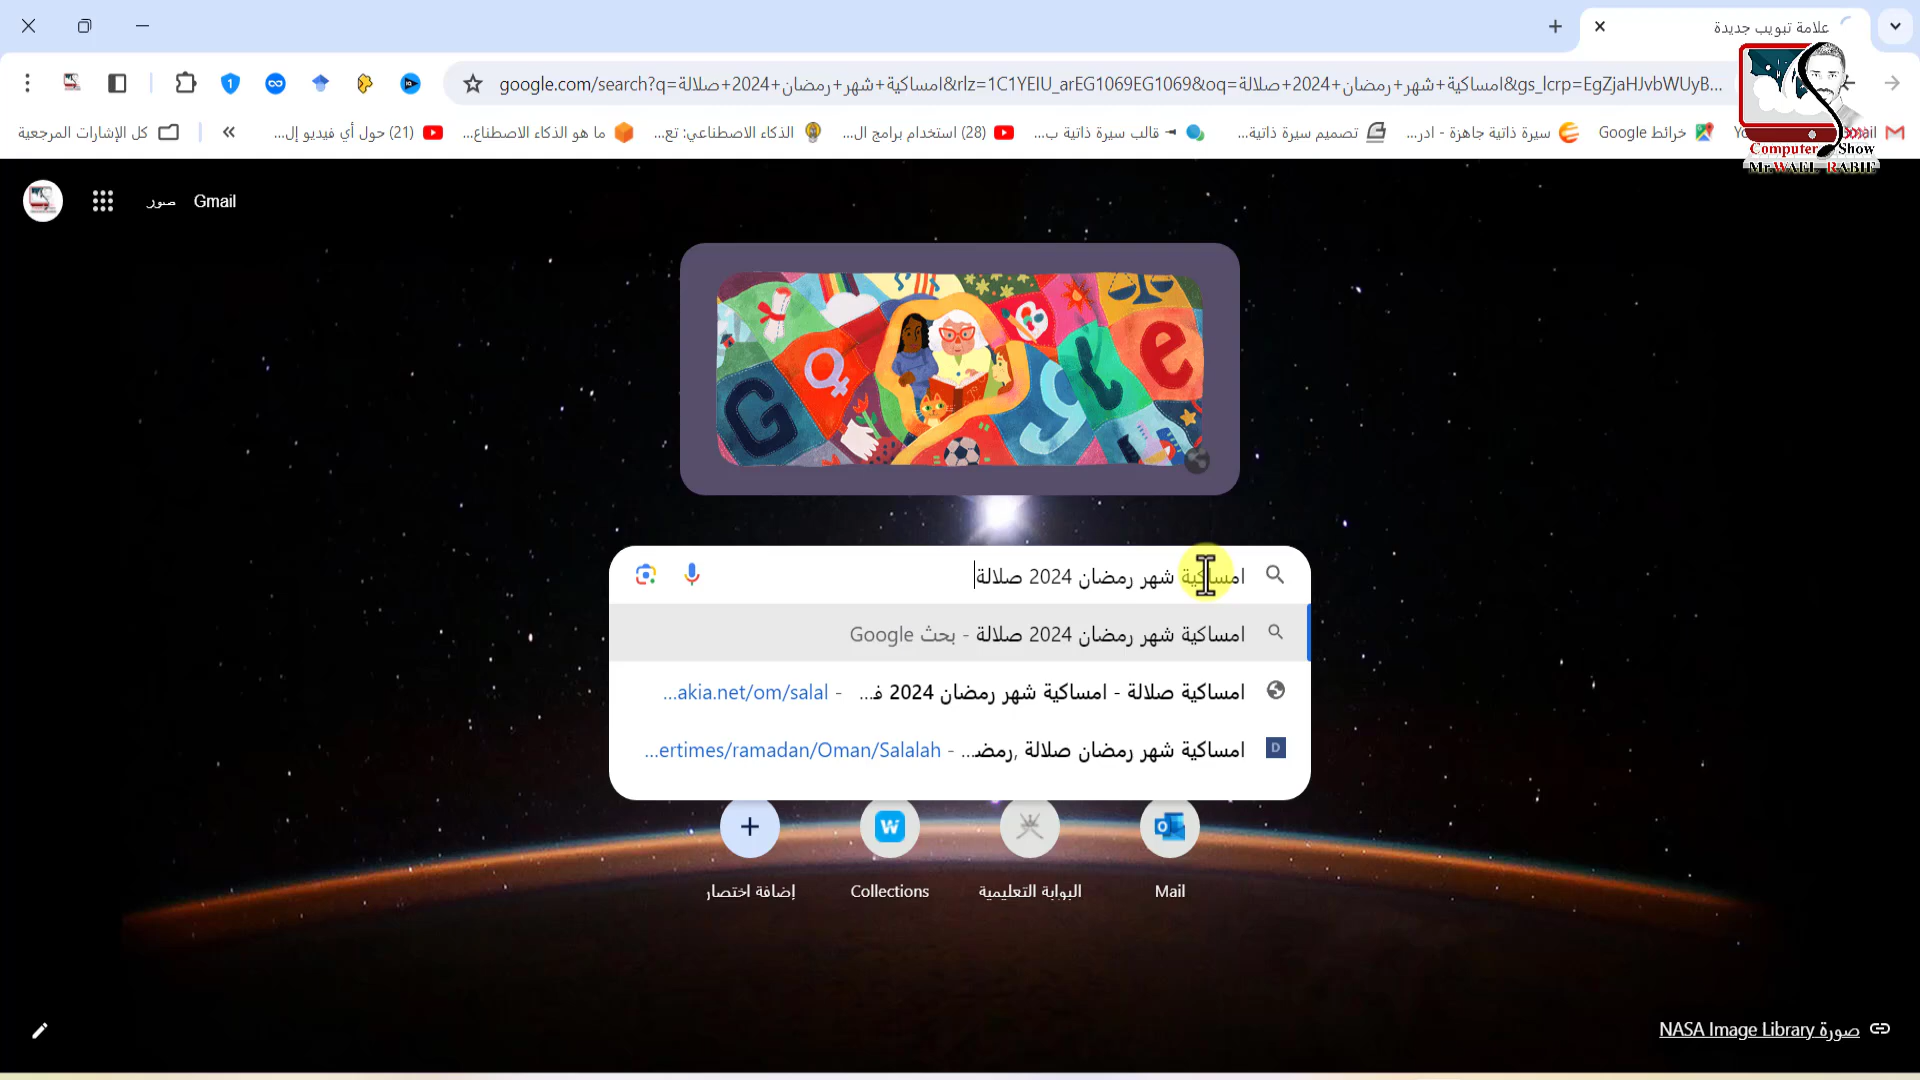 علامة تبويب جديدة
google.com/search?q=امساكية+شهر+رمضان+2024+صلالة&rlz=1C1YEIU_arEG1069EG1069&oq=امساكية+شهر+رمضان+2024+صلالة&gs_lcrp=EgZjaHJvbWUyB...
خرائط Google
سيرة ذاتية جاهزة - ادر...
تصميم سيرة ذاتية...
قالب سيرة ذاتية ب...
(28) استخدام برامج ال...
الذكاء الاصطناعي: تع...
ما هو الذكاء الاصطناع...
(21) حول أي فيديو إل...
«
كل الإشارات المرجعية
Computer Show
Mr.WAEL RABIE
Gmail
صور
امساكية شهر رمضان 2024 صلالة
امساكية شهر رمضان 2024 صلالة - بحث Google
امساكية صلالة - امساكية شهر رمضان 2024 ف... - akia.net/om/salal...
امساكية شهر رمضان صلالة ,رمضـ... - ertimes/ramadan/Oman/Salalah...
Mail
البوابة التعليمية
Collections
إضافة اختصار
صورة NASA Image Library